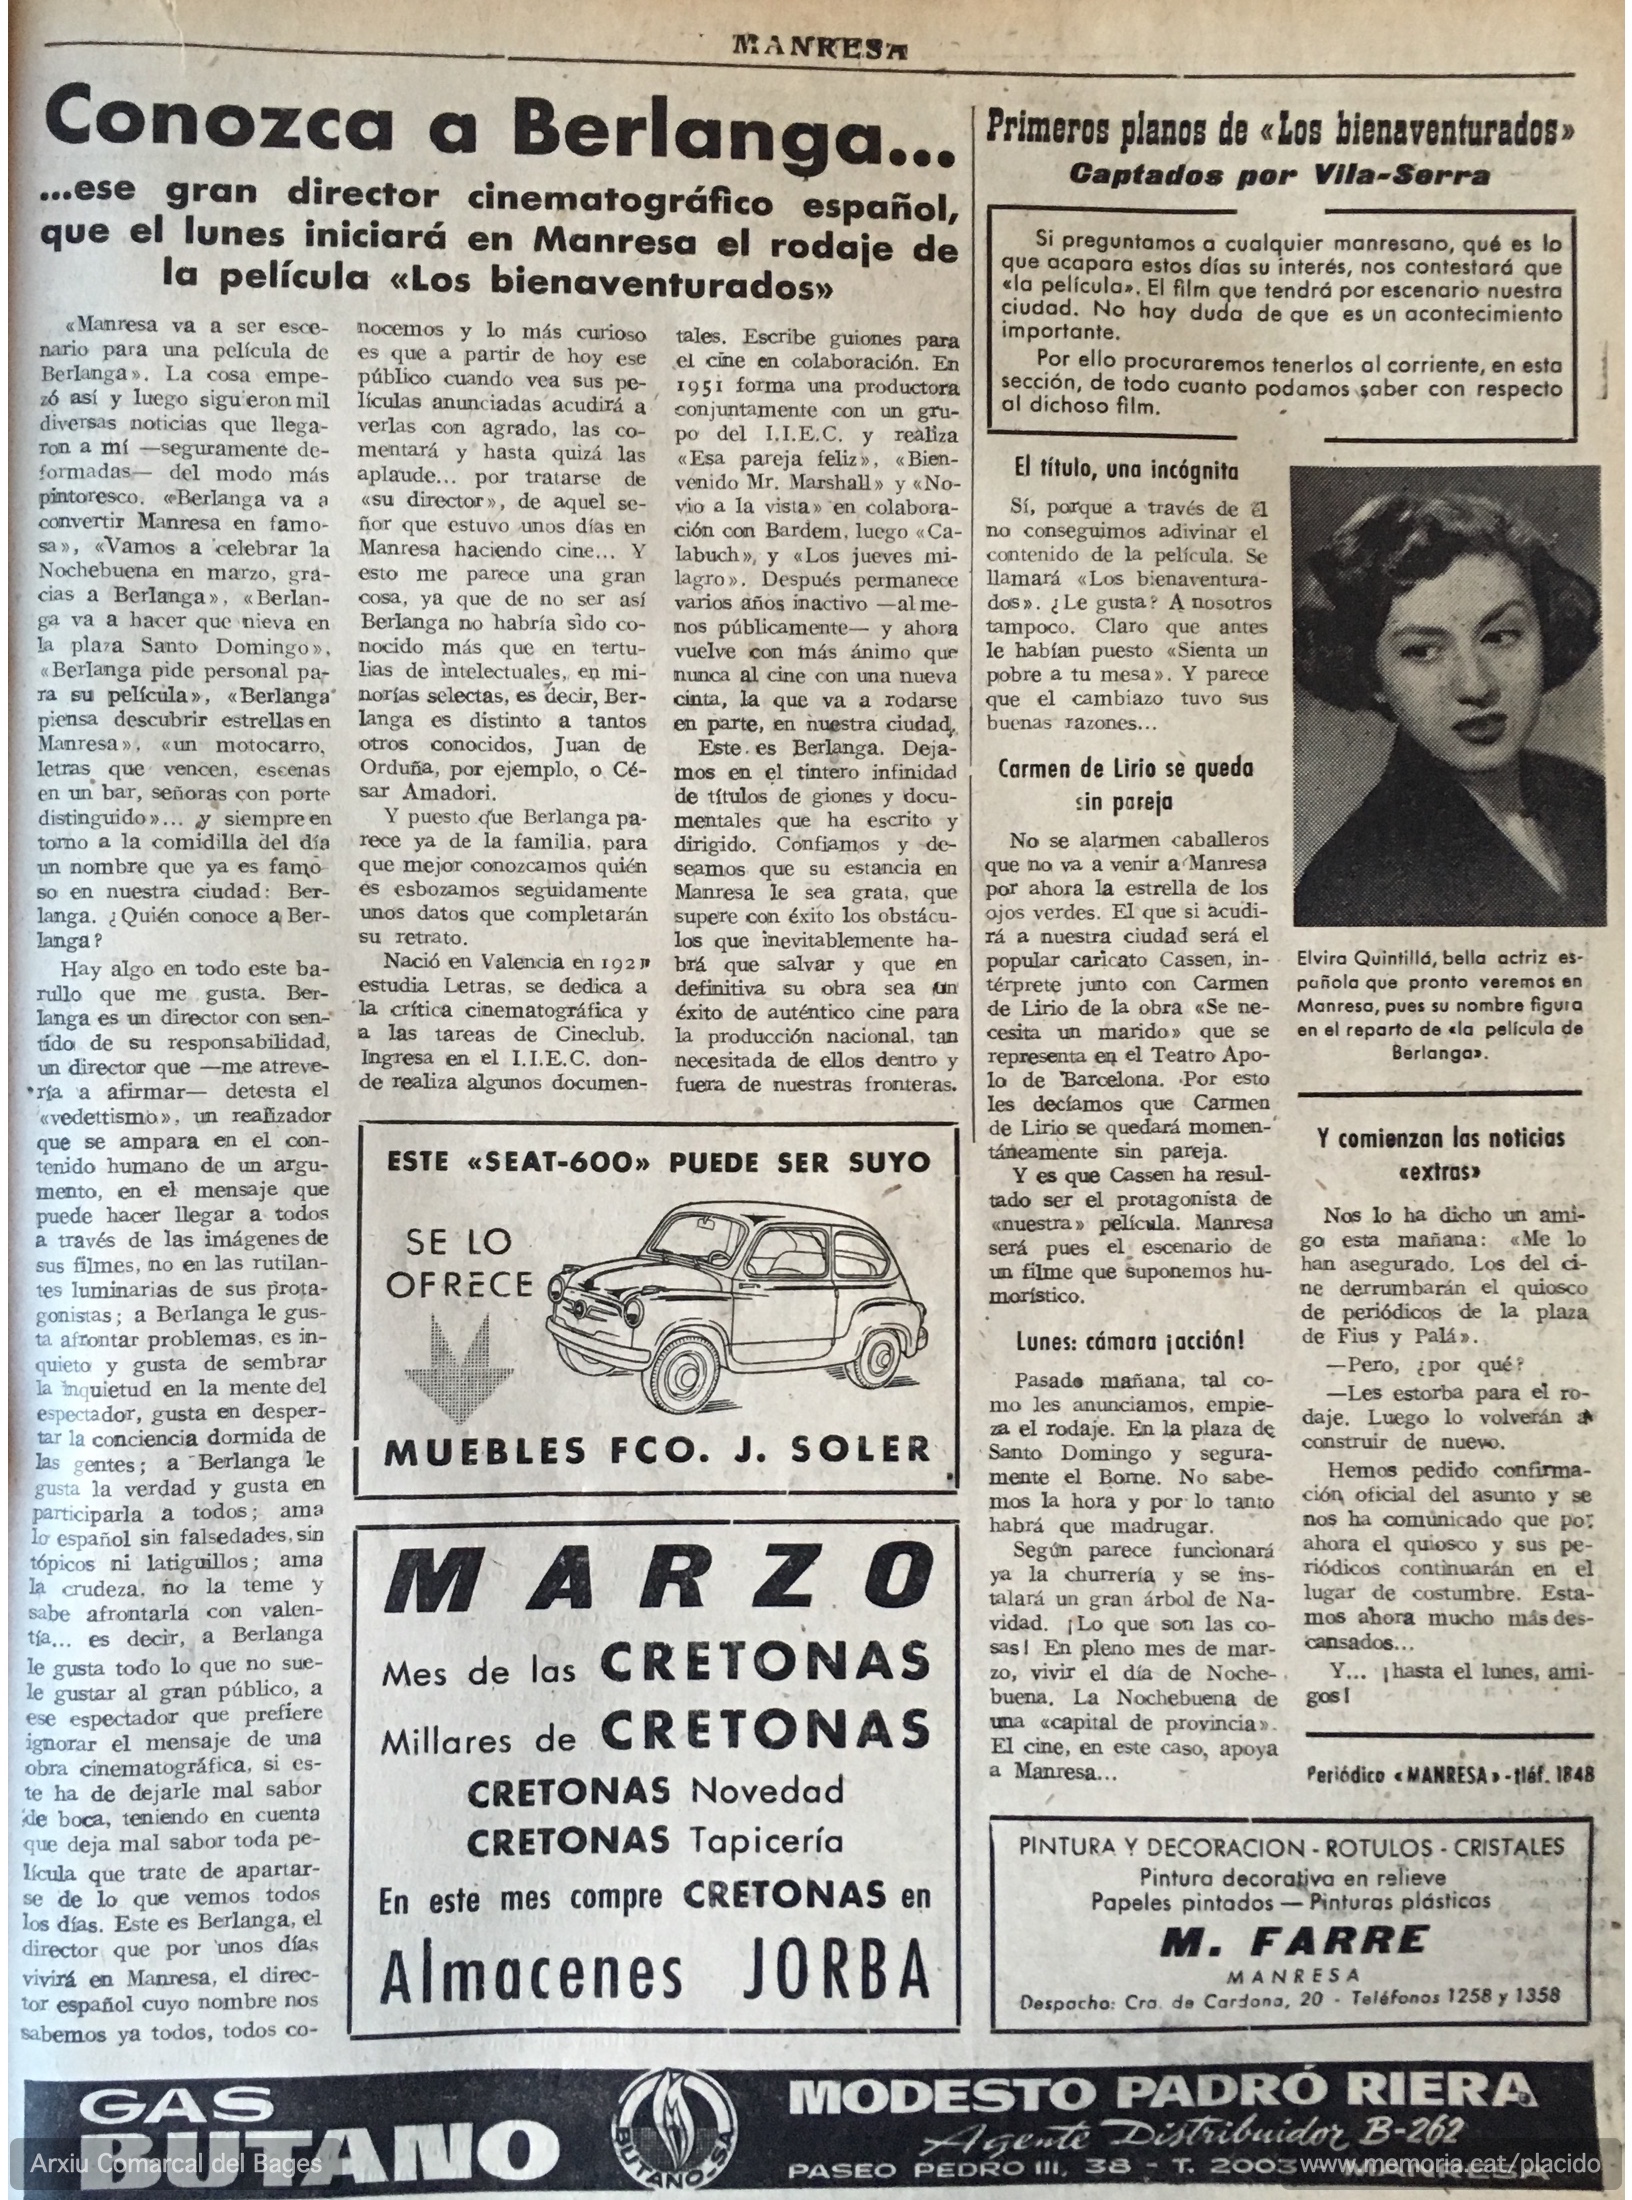 MANRESA
Conozca a Berlanga...
...ese gran director cinematográfico español,
que el lunes iniciará en Manresa el rodaje de
la película «Los bienaventurados»
«Manresa va a ser esce-
nario para una película de
Berlanga». La cosa empe-
zó así y luego siguieron mil
diversas noticias que llega-
ron a mí —seguramente de-
formadas— del modo más
pintoresco. «Berlanga va a
convertir Manresa en famo-
sa», «Vamos a celebrar la
Nochebuena en marzo, gra-
cias a Berlanga», «Berlan-
ga va a hacer que nieva en
la plaza Santo Domingo»,
«Berlanga pide personal pa-
ra su película», «Berlanga
piensa descubrir estrellas en
Manresa», «un motocarro,
letras que vencen, escenas
en un bar, señoras con porte
distinguido»... y siempre en
torno a la comidilla del día
un nombre que ya es famo-
so en nuestra ciudad: Ber-
langa. ¿Quién conoce a Ber-
langa?
Hay algo en todo este ba-
rullo que me gusta. Ber-
langa es un director con sen-
tido de su responsabilidad,
un director que —me atreve-
ría a afirmar— detesta el
«vedettismo», un realizador
que se ampara en el con-
tenido humano de un argu-
mento, en el mensaje que
puede hacer llegar a todos
a través de las imágenes de
sus filmes, no en las rutilan-
tes luminarias de sus prota-
gonistas; a Berlanga le gus-
ta afrontar problemas, es in-
quieto y gusta de sembrar
la inquietud en la mente del
espectador, gusta en desper-
tar la conciencia dormida de
las gentes; a Berlanga le
gusta la verdad y gusta en
participarla a todos; ama
lo español sin falsedades, sin
tópicos ni latiguillos; ama
la crudeza, no la teme y
sabe afrontarla con valen-
tía... es decir, a Berlanga
le gusta todo lo que no sue-
le gustar al gran público, a
ese espectador que prefiere
ignorar el mensaje de una
obra cinematográfica, si es-
te ha de dejarle mal sabor
de boca, teniendo en cuenta
que deja mal sabor toda pe-
lícula que trate de apartar-
se de lo que vemos todos
los días. Este es Berlanga, el
director que por unos días
vivirá en Manresa, el direc-
tor español cuyo nombre nos
sabemos ya todos, todos co-
nocemos y lo más curioso
es que a partir de hoy ese
público cuando vea sus pe-
lículas anunciadas acudirá a
verlas con agrado, las co-
mentará y hasta quizá las
aplaude... por tratarse de
«su director», de aquel se-
ñor que estuvo unos días en
Manresa haciendo cine... Y
esto me parece una gran
cosa, ya que de no ser así
Berlanga no habría sido co-
nocido más que en tertu-
lias de intelectuales, en mi-
norías selectas, es decir, Ber-
langa es distinto a tantos
otros conocidos, Juan de
Orduña, por ejemplo, o Cé-
sar Amadori.
Y puesto que Berlanga pa-
rece ya de la familia, para
que mejor conozcamos quién
és esbozamos seguidamente
unos datos que completarán
su retrato.
Nació en Valencia en 1921
estudia Letras, se dedica a
la crítica cinematográfica y
a las tareas de Cineclub.
Ingresa en el I.I.E.C. don-
de realiza algunos documen-
tales. Escribe guiones para
el cine en colaboración. En
1951 forma una productora
conjuntamente con un gru-
po del I.I.E.C. y realiza
«Esa pareja feliz», «Bien-
venido Mr. Marshall» y «No-
vio a la vista» en colabora-
ción con Bardem, luego «Ca-
labuch», y «Los jueves mi-
lagro». Después permanece
varios años inactivo —al me-
nos públicamente— y ahora
vuelve con más ánimo que
nunca al cine con una nueva
cinta, la que va a rodarse
en parte, en nuestra ciudad.
Este es Berlanga. Deja-
mos en el tintero infinidad
de títulos de giones y docu-
mentales que ha escrito y
dirigido. Confiamos y de-
seamos que su estancia en
Manresa le sea grata, que
supere con éxito los obstácu-
los que inevitablemente ha-
brá que salvar y que en
definitiva su obra sea un
éxito de auténtico cine para
la producción nacional, tan
necesitada de ellos dentro y
fuera de nuestras fronteras.
ESTE «SEAT-600» PUEDE SER SUYO
SE LO
OFRECE
MUEBLES FCO. J. SOLER
MARZO
Mes de las CRETONAS
Millares de CRETONAS
CRETONAS Novedad
CRETONAS Tapicería
En este mes compre CRETONAS en
Almacenes JORBA
Primeros planos de «Los bienaventurados»
Captados por Vila-Serra
Si preguntamos a cualquier manresano, qué es lo
que acapara estos días su interés, nos contestará que
«la película». El film que tendrá por escenario nuestra
ciudad. No hay duda de que es un acontecimiento
importante.
Por ello procuraremos tenerlos al corriente, en esta
sección, de todo cuanto podamos saber con respecto
al dichoso film.
El título, una incógnita
Sí, porque a través de él
no conseguimos adivinar el
contenido de la película. Se
llamará «Los bienaventura-
dos». ¿Le gusta? A nosotros
tampoco. Claro que antes
le habían puesto «Sienta un
pobre a tu mesa». Y parece
que el cambiazo tuvo sus
buenas razones...
Carmen de Lirio se queda
sin pareja
No se alarmen caballeros
que no va a venir a Manresa
por ahora la estrella de los
ojos verdes. El que si acudi-
rá a nuestra ciudad será el
popular caricato Cassen, in-
térprete junto con Carmen
de Lirio de la obra «Se ne-
cesita un marido» que se
representa en el Teatro Apo-
lo de Barcelona. Por esto
les decíamos que Carmen
de Lirio se quedará momen-
táneamente sin pareja.
Y es que Cassen ha resul-
tado ser el protagonista de
«nuestra» película. Manresa
será pues el escenario de
un filme que suponemos hu-
morístico.
Lunes: cámara ¡acción!
Pasado mañana, tal co-
mo les anunciamos, empie-
za el rodaje. En la plaza de
Santo Domingo y segura-
mente el Borne. No sabe-
mos la hora y por lo tanto
habrá que madrugar.
Según parece funcionará
ya la churrería y se ins-
talará un gran árbol de Na-
vidad. ¡Lo que son las co-
sas! En pleno mes de mar-
zo, vivir el día de Noche-
buena. La Nochebuena de
una «capital de provincia».
El cine, en este caso, apoya
a Manresa...
Elvira Quintillá, bella actriz es-
pañola que pronto veremos en
Manresa, pues su nombre figura
en el reparto de «la película de
Berlanga».
Y comienzan las noticias
«extras»
Nos lo ha dicho un ami-
go esta mañana: «Me lo
han asegurado. Los del ci-
ne derrumbarán el quiosco
de periódicos de la plaza
de Fius y Palá».
—Pero, ¿por qué?
—Les estorba para el ro-
daje. Luego lo volverán a
construir de nuevo.
Hemos pedido confirma-
ción oficial del asunto y se
nos ha comunicado que por
ahora el quiosco y sus pe-
riódicos continuarán en el
lugar de costumbre. Esta-
mos ahora mucho más des-
cansados...
Y... ¡hasta el lunes, ami-
gos!
Periódico «MANRESA» - tléf. 1848
PINTURA Y DECORACION - ROTULOS - CRISTALES
Pintura decorativa en relieve
Papeles pintados — Pinturas plásticas
M. FARRE
MANRESA
Despacho: Cra. de Cardona, 20 - Teléfonos 1258 y 1358
GAS
BUTANO
BUTANO-SA
MODESTO PADRÓ RIERA
Agente Distribuidor B-262
PASEO PEDRO III, 38 - T. 2003
Arxiu Comarcal del Bages
www.memoria.cat/placido